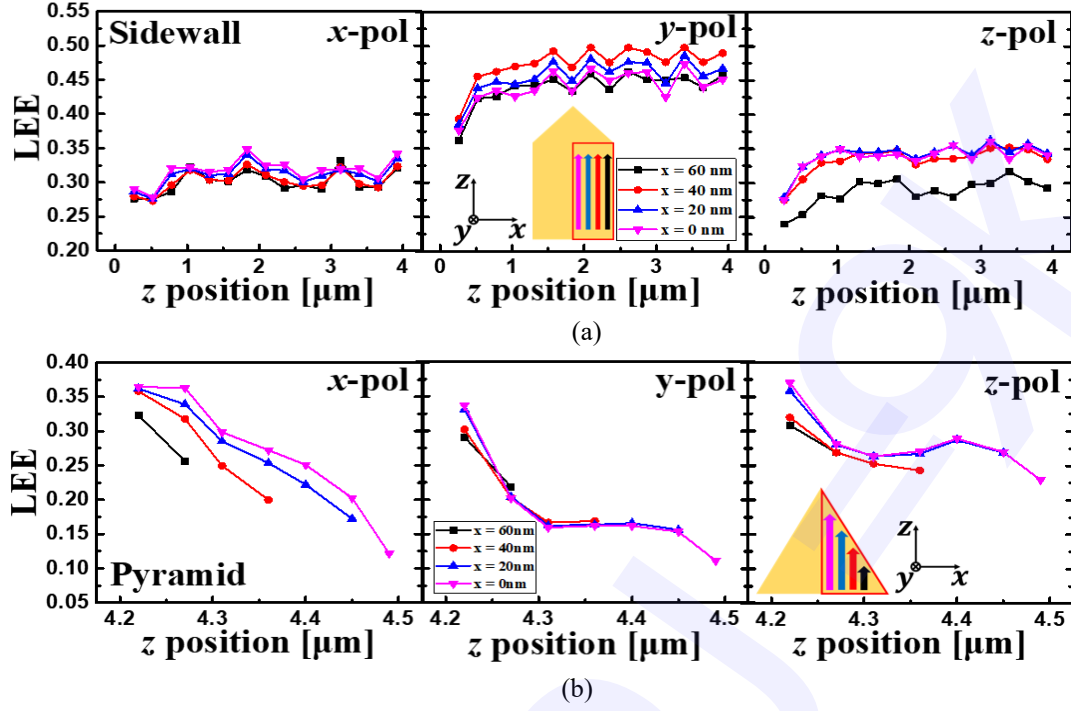 Sidewall
x-pol
y-pol
z-pol
LEE
0.55
0.50
0.45
0.40
0.35
0.30
0.25
0.20
z
y
x
x = 60 nm
x = 40 nm
x = 20 nm
x = 0 nm
0 1 2 3 4
0 1 2 3 4
0 1 2 3 4
z position [μm]
z position [μm]
z position [μm]
(a)
x-pol
y-pol
z-pol
LEE
0.40
0.35
0.30
0.25
0.20
0.15
0.10
0.05
Pyramid
x = 60nm
x = 40nm
x = 20nm
x = 0nm
z
y
x
4.2 4.3 4.4 4.5
4.2 4.3 4.4 4.5
4.2 4.3 4.4 4.5
z position [μm]
z position [μm]
z position [μm]
(b)